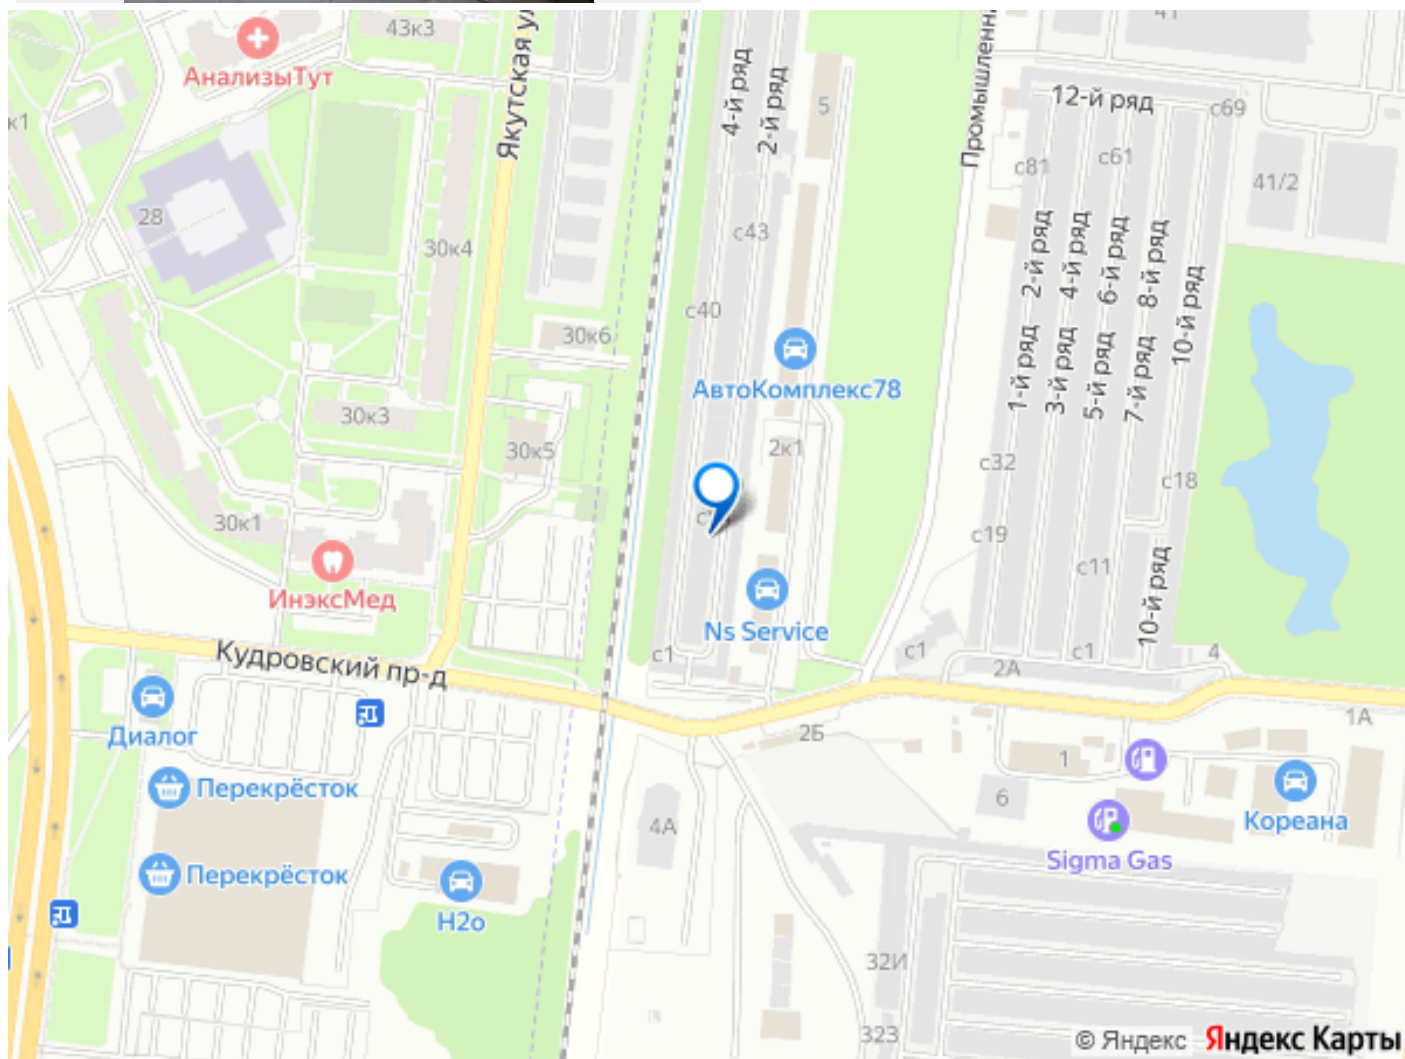 43к3
41
АнализыТут
Якутская ул
4-й ряд
2-й ряд
5
Промышленн
12-й ряд
с69
к1
с81
с61
41/2
28
30к4
с43
2-й ряд
4-й ряд
6-й ряд
8-й ряд
10-й ряд
с40
30к6
АвтоКомплекс78
1-й ряд
3-й ряд
5-й ряд
7-й ряд
30к3
30к5
2к1
с32
с18
30к1
с19
ИнэксМед
с11
10-й ряд
Ns Service
Кудровский пр-д
с1
с1
2А
с1
4
Диалог
2Б
1А
1
Перекрёсток
6
4А
Кореана
Sigma Gas
Перекрёсток
Н2о
32И
323
© Яндекс Яндекс Карты